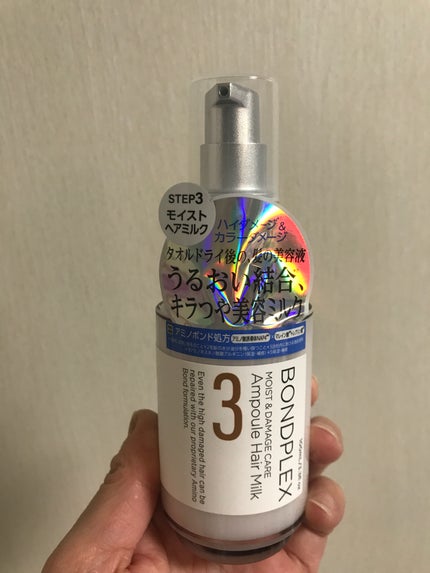 STEP3
モイスト
ヘアミルク
ハイダメージ&
カラーダメージ
タオルドライ後の、髪の美容液
うるおい結合、
キラつや美容ミルク
アミノボンド処方
BONDPLEX
MOIST & DAMAGE CARE
Ampoule Hair Milk
3
Even the high damaged hair can be
repaired with our proprietary Amino
Bond formulation.